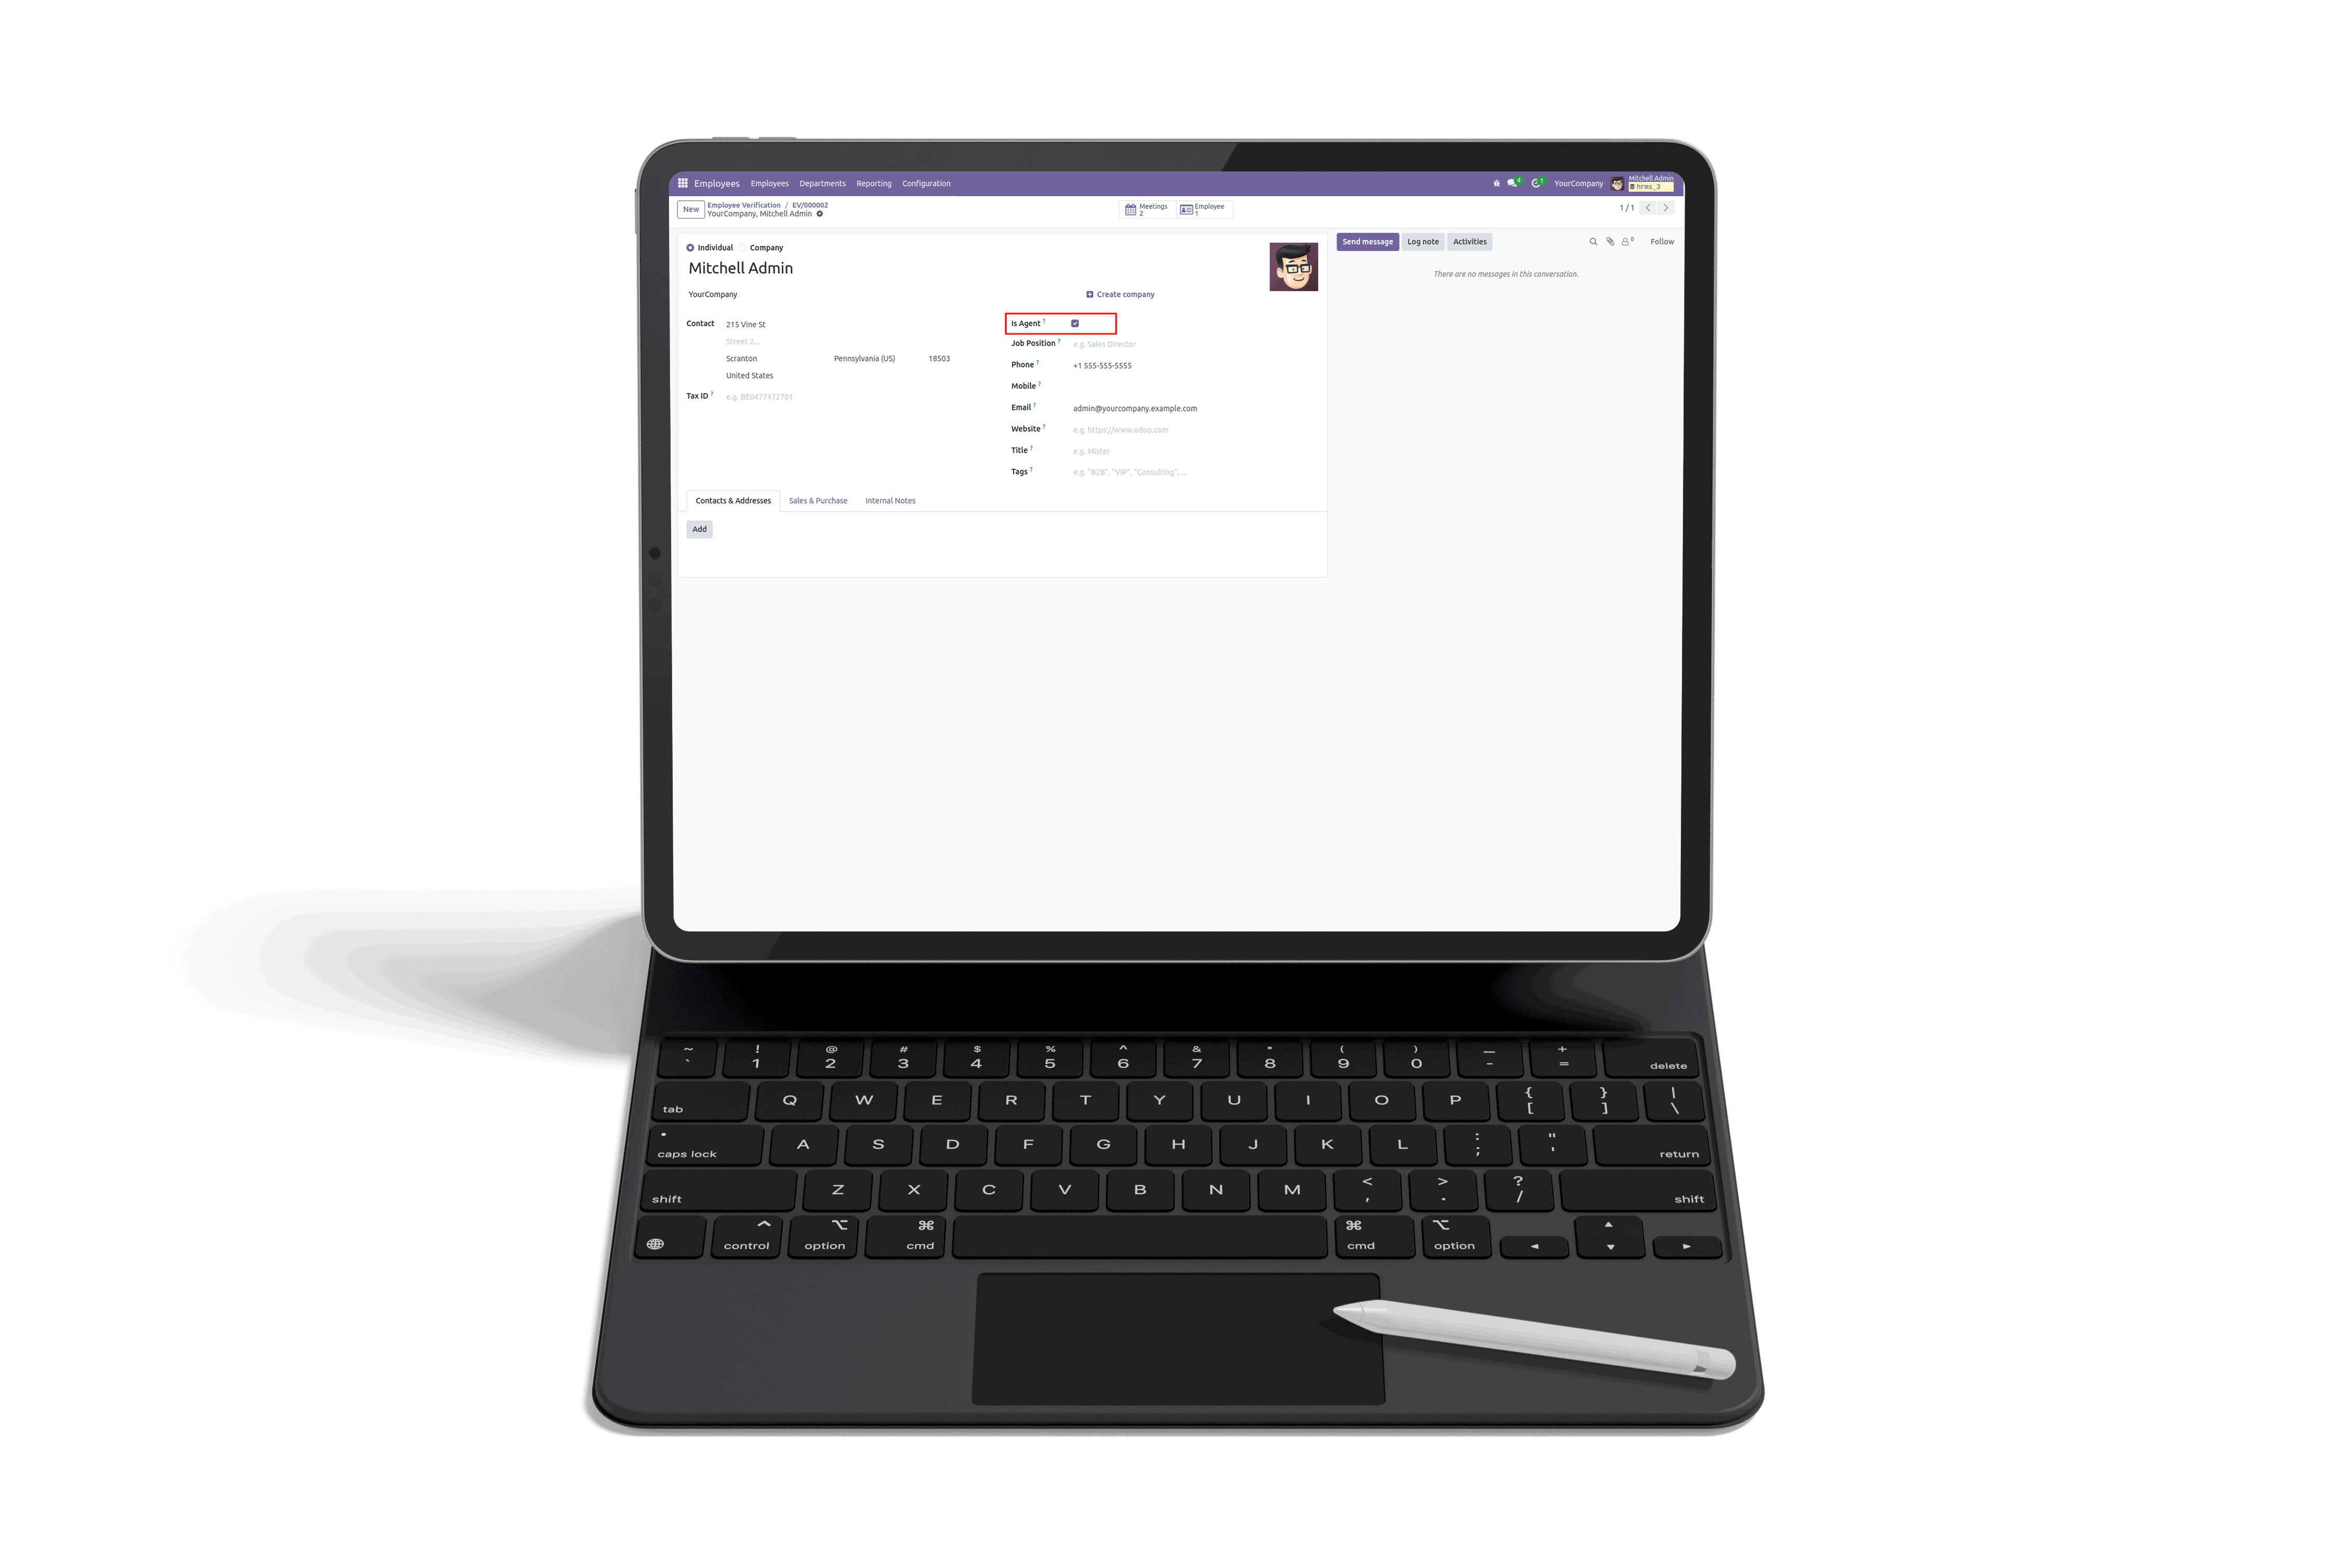 Employees Employees Departments Reporting Configuration 4 1 YourCompany Mitchell Admin
hrms_3
New Employee Verification / EV/000002 Meetings 2 Employee 1 1 / 1
YourCompany, Mitchell Admin
Individual Company Send message Log note Activities 0 Follow
Mitchell Admin There are no messages in this conversation.
YourCompany Create company
Contact 215 Vine St Is Agent ?
Street 2... Job Position ? e.g. Sales Director
Scranton Pennsylvania (US) 18503 Phone ? +1 555-555-5555
United States Mobile ?
Tax ID ? e.g. BE0477472701 Email ? admin@yourcompany.example.com
Website ? e.g. https://www.odoo.com
Title ? e.g. Mister
Tags ? e.g. "B2B", "VIP", "Consulting", ...
Contacts & Addresses Sales & Purchase Internal Notes
Add
~ ! @ # $ % ^ & * ( ) — +
` 1 2 3 4 5 6 7 8 9 0 - = delete
tab Q W E R T Y U I O P { [ } ] | \
caps lock A S D F G H J K L : ; " ' return
shift Z X C V B N M < , > . ? / shift
control option cmd cmd option